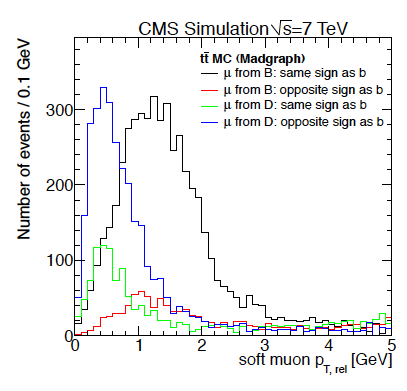 CMS Simulation √s=7 TeV
tt̄ MC (Madgraph)
μ from B: same sign as b
μ from B: opposite sign as b
μ from D: same sign as b
μ from D: opposite sign as b
Number of events / 0.1 GeV
300
200
100
0
0 1 2 3 4 5
soft muon p_{T, rel} [GeV]